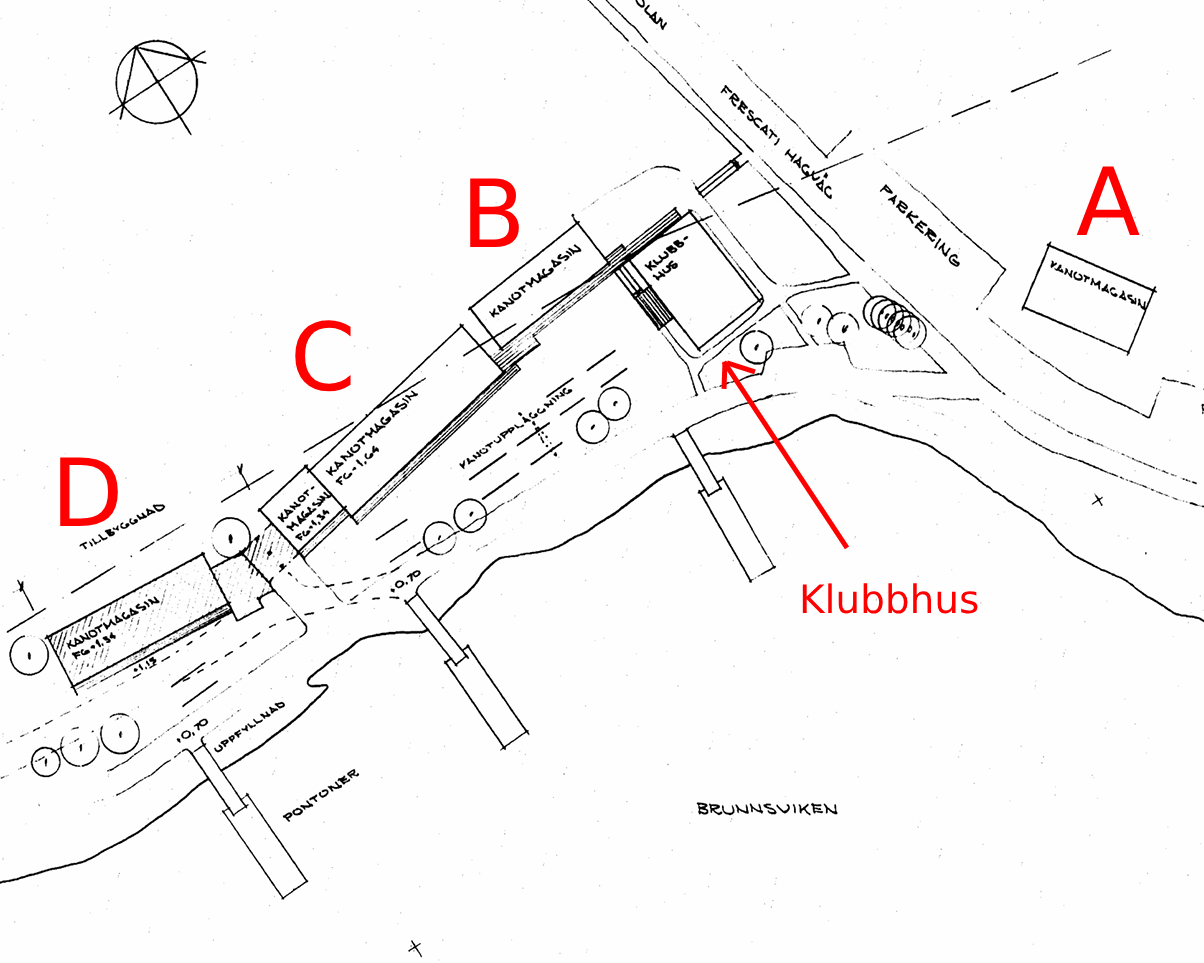 OLAN
FRESCATI HAGVÄG
PARKERING
A
KANOTMAGASIN
B
KANOTMAGASIN
KLUBB-
HUS
C
KANOTMAGASIN
FG+1,64
KANOTUPPLÄGGNING
KANOT-
MAGASIN
FG+1,34
D
TILLBYGGNAD
KANOTMAGASIN
FG+1,34
+1,15
+0,70
+0,70
UPPFYLLNAD
PONTONER
Klubbhus
BRUNNSVIKEN